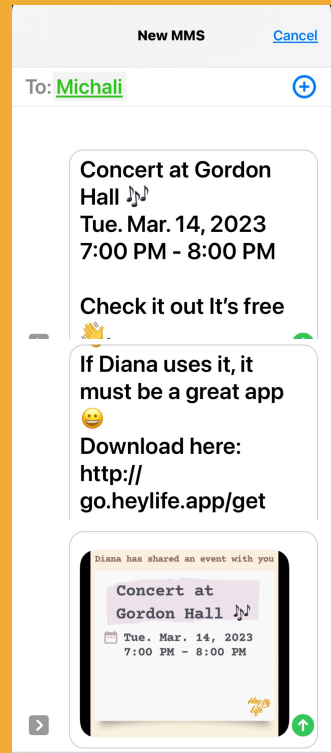 New MMS
Cancel
To: Michali
Concert at Gordon
Hall 🎶
Tue. Mar. 14, 2023
7:00 PM - 8:00 PM
Check it out It's free
👋.
If Diana uses it, it
must be a great app
😀
Download here:
http://
go.heylife.app/get
Diana has shared an event with you
Concert at
Gordon Hall 🎶
Tue. Mar. 14, 2023
7:00 PM - 8:00 PM
Hey
Life